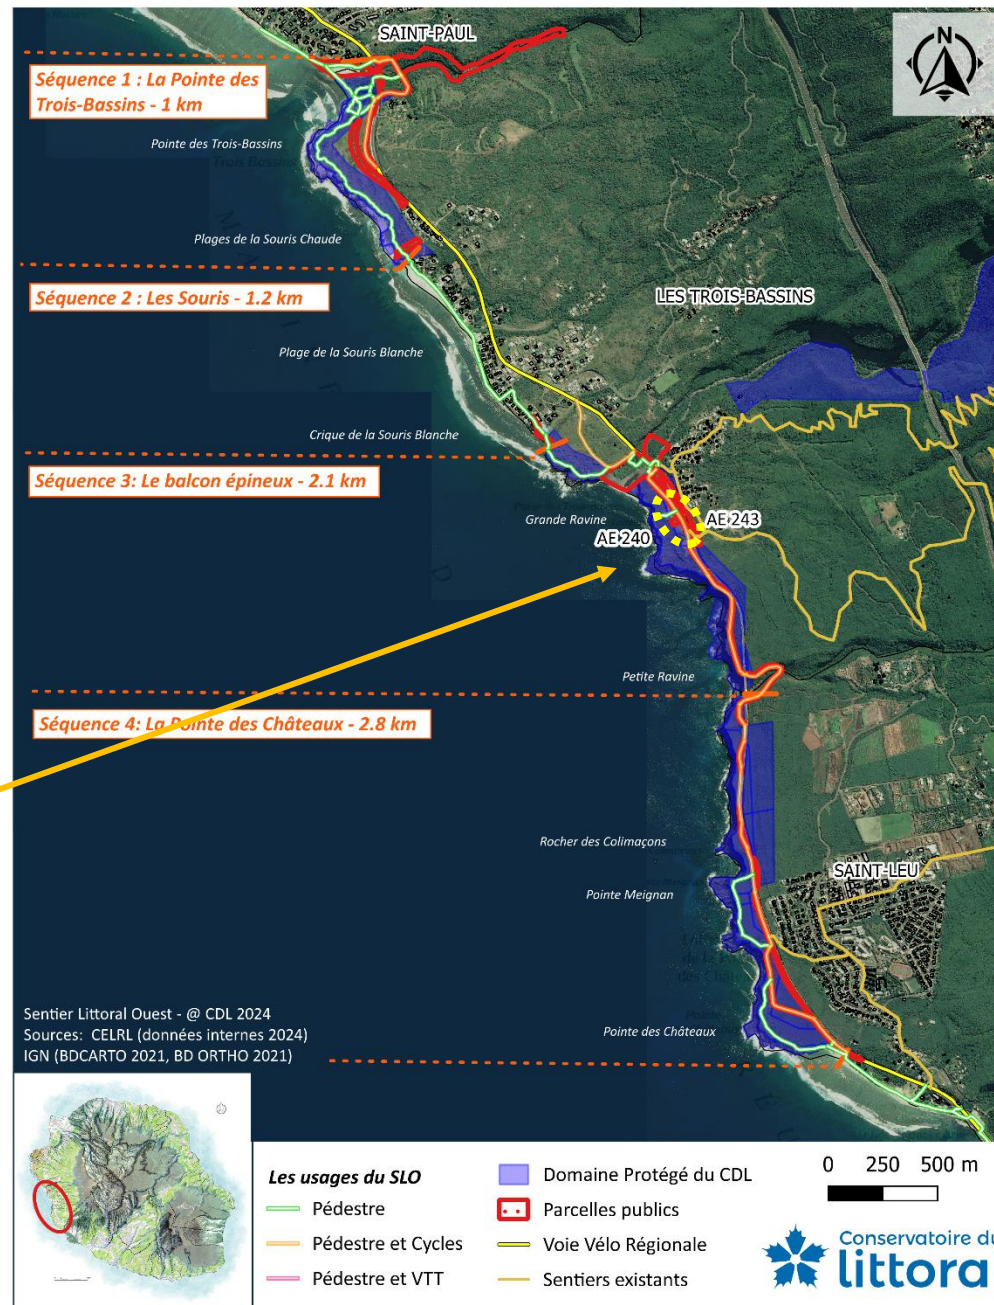 SAINT-PAUL
N
Séquence 1 : La Pointe des
Trois-Bassins - 1 km
Pointe des Trois-Bassins
Plages de la Souris Chaude
Séquence 2 : Les Souris - 1.2 km
LES TROIS-BASSINS
Plage de la Souris Blanche
Crique de la Souris Blanche
Séquence 3: Le balcon épineux - 2.1 km
Grande Ravine
AE 243
AE 240
Petite Ravine
Séquence 4: La Pointe des Châteaux - 2.8 km
Rocher des Colimaçons
SAINT-LEU
Pointe Meignan
Pointe des Châteaux
Sentier Littoral Ouest - @ CDL 2024
Sources: CELRL (données internes 2024)
IGN (BDCARTO 2021, BD ORTHO 2021)
Les usages du SLO
Pédestre
Pédestre et Cycles
Pédestre et VTT
Domaine Protégé du CDL
Parcelles publics
Voie Vélo Régionale
Sentiers existants
0 250 500 m
Conservatoire du
littora